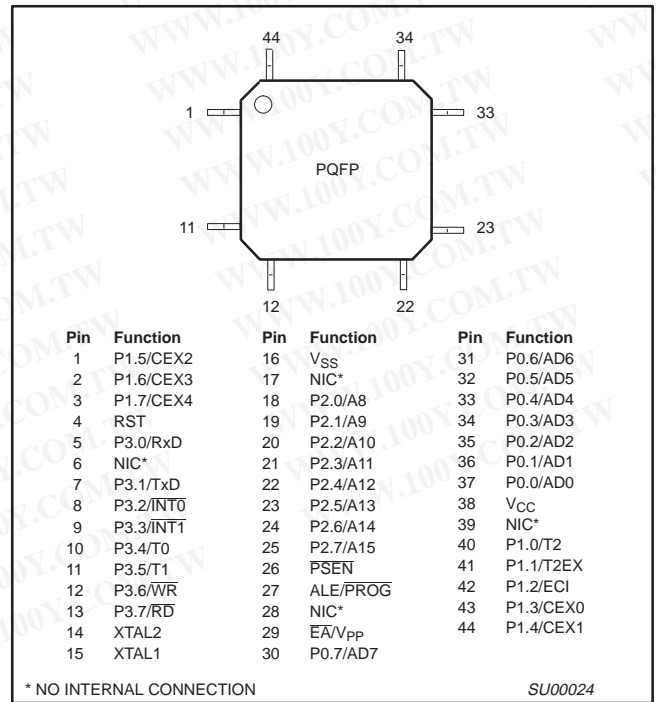 44 34
1 33
PQFP
11 23
12 22
Pin Function Pin Function Pin Function
1 P1.5/CEX2 16 VSS 31 P0.6/AD6
2 P1.6/CEX3 17 NIC* 32 P0.5/AD5
3 P1.7/CEX4 18 P2.0/A8 33 P0.4/AD4
4 RST 19 P2.1/A9 34 P0.3/AD3
5 P3.0/RxD 20 P2.2/A10 35 P0.2/AD2
6 NIC* 21 P2.3/A11 36 P0.1/AD1
7 P3.1/TxD 22 P2.4/A12 37 P0.0/AD0
8 P3.2/INT0 23 P2.5/A13 38 VCC
9 P3.3/INT1 24 P2.6/A14 39 NIC*
10 P3.4/T0 25 P2.7/A15 40 P1.0/T2
11 P3.5/T1 26 PSEN 41 P1.1/T2EX
12 P3.6/WR 27 ALE/PROG 42 P1.2/ECI
13 P3.7/RD 28 NIC* 43 P1.3/CEX0
14 XTAL2 29 EA/VPP 44 P1.4/CEX1
15 XTAL1 30 P0.7/AD7
* NO INTERNAL CONNECTION SU00024
WWW.100Y.COM.TW